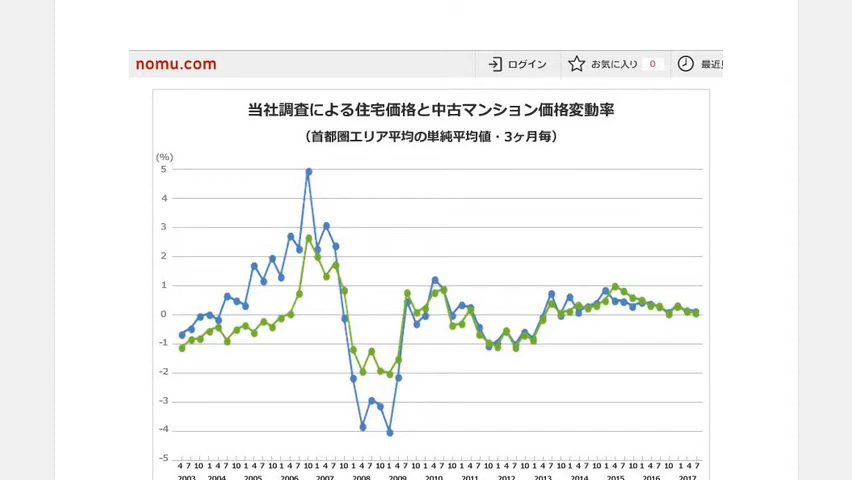 nomu.com
ログイン
お気に入り 0
最近
当社調査による住宅価格と中古マンション価格変動率
（首都圏エリア平均の単純平均値・3ヶ月毎）
(%)
5
4
3
2
1
0
-1
-2
-3
-4
-5
4 7 10 1 4 7 10 1 4 7 10 1 4 7 10 1 4 7 10 1 4 7 10 1 4 7 10 1 4 7 10 1 4 7 10 1 4 7 10 1 4 7 10 1 4 7 10 1 4 7 10 1 4 7 10 1 4 7
2003 2004 2005 2006 2007 2008 2009 2010 2011 2012 2013 2014 2015 2016 2017